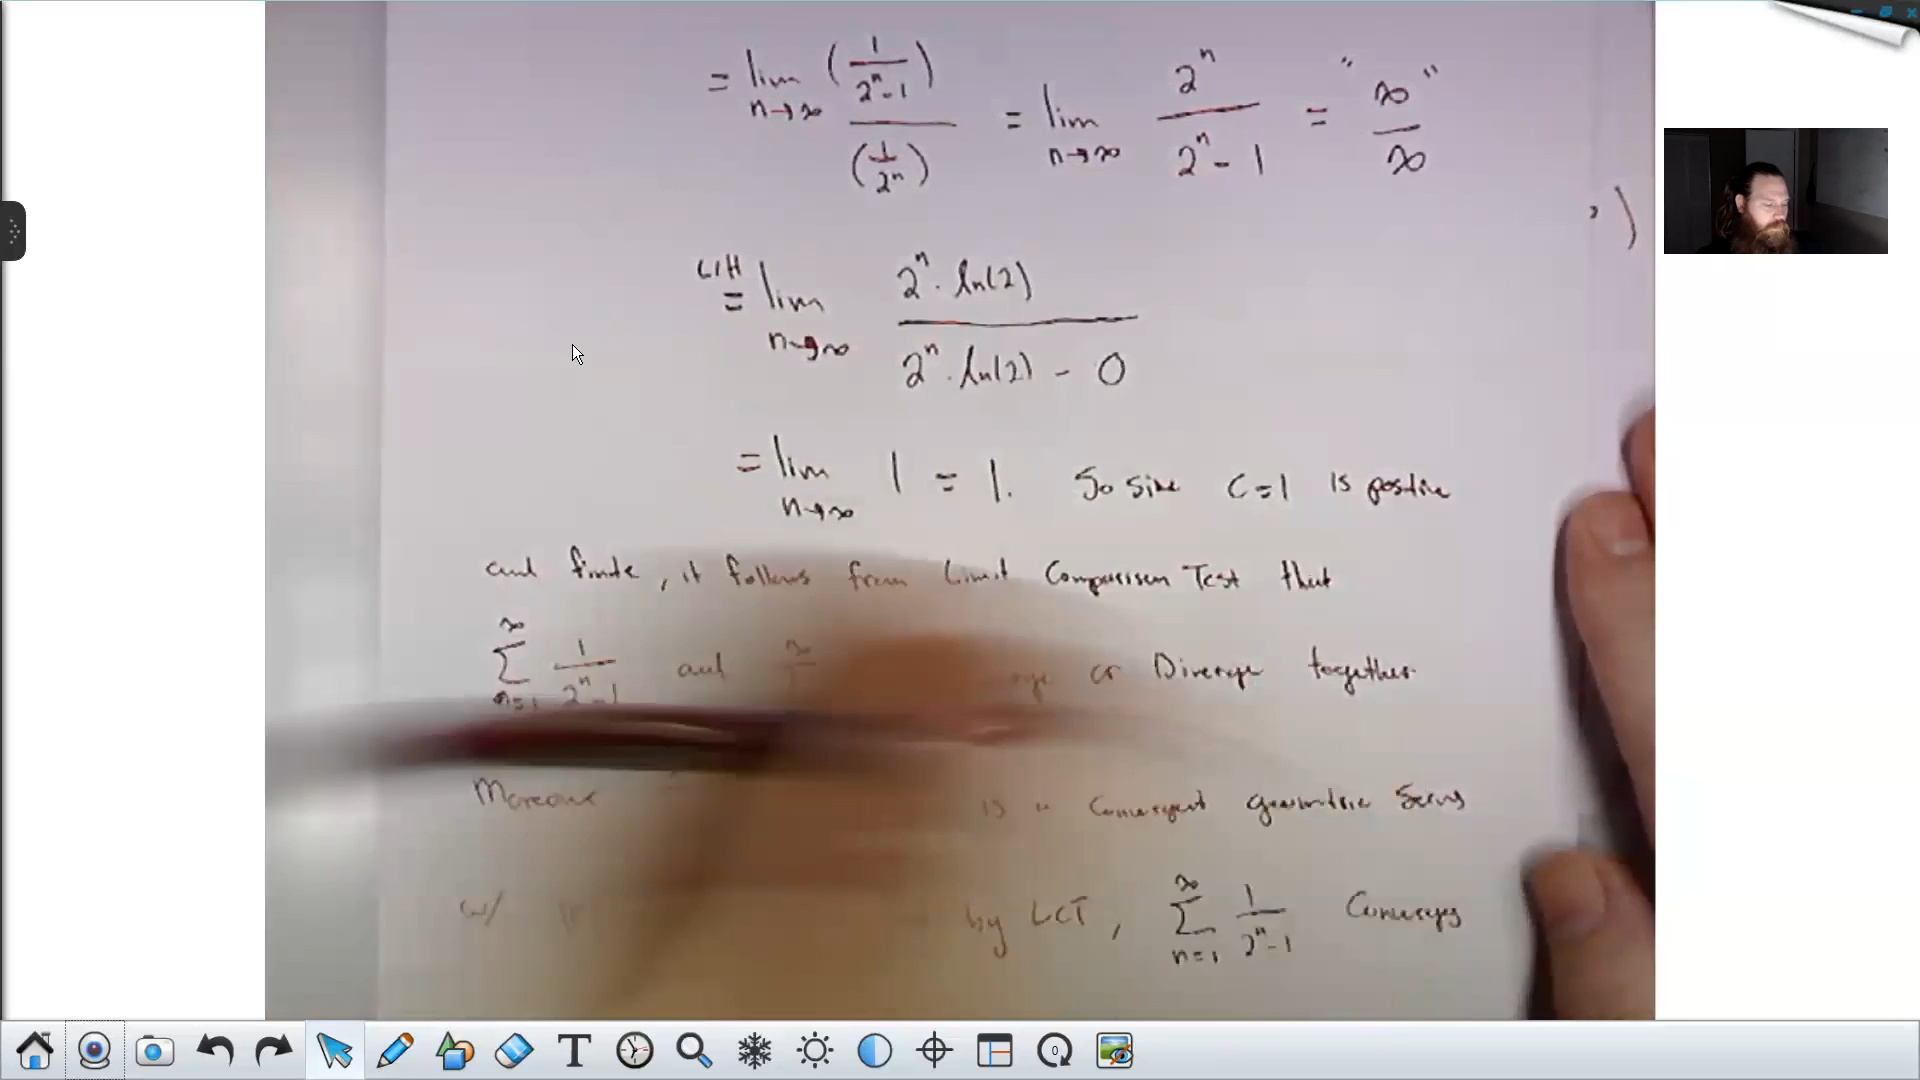 = lim n→∞ (1/(2^n - 1)) / (1/2^n) = lim n→∞ 2^n / (2^n - 1) = "∞/∞"
L'H = lim n→∞ (2^n · ln(2)) / (2^n · ln(2) - 0)
= lim n→∞ 1 = 1. So since C=1 is positive
and finite, it follows from Limit Comparison Test that
∞ Σ n=1 1/(2^n - 1) and ∞ or Diverge together.
Moreover is a convergent geometric series
w/ by LCT, ∞ Σ n=1 1/(2^n - 1) Converges
T
0